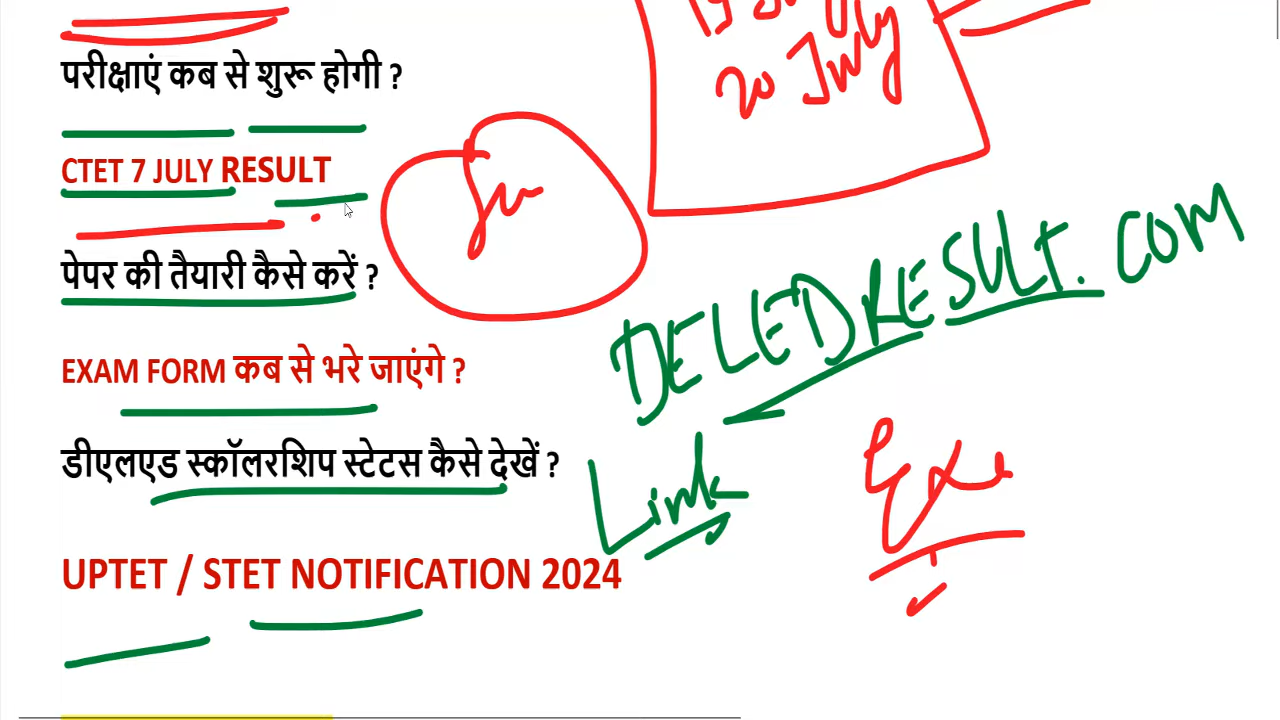 20 July
परीक्षाएं कब से शुरू होगी ?
CTET 7 JULY RESULT
पेपर की तैयारी कैसे करें ?
DELEDRESULT.COM
EXAM FORM कब से भरे जाएंगे ?
डीएलएड स्कॉलरशिप स्टेटस कैसे देखें ?
Link
UPTET / STET NOTIFICATION 2024